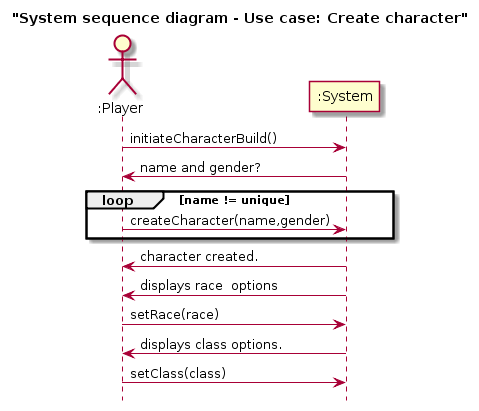 "System sequence diagram - Use case: Create character"
:Player
:System
initiateCharacterBuild()
name and gender?
loop [name != unique]
createCharacter(name,gender)
character created.
displays race  options
setRace(race)
displays class options.
setClass(class)